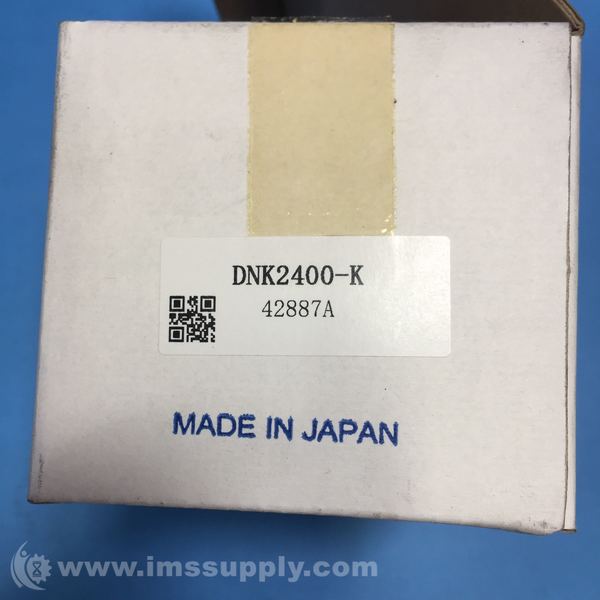 DNK2400-K
42887A
MADE IN JAPAN
www.imssupply.com